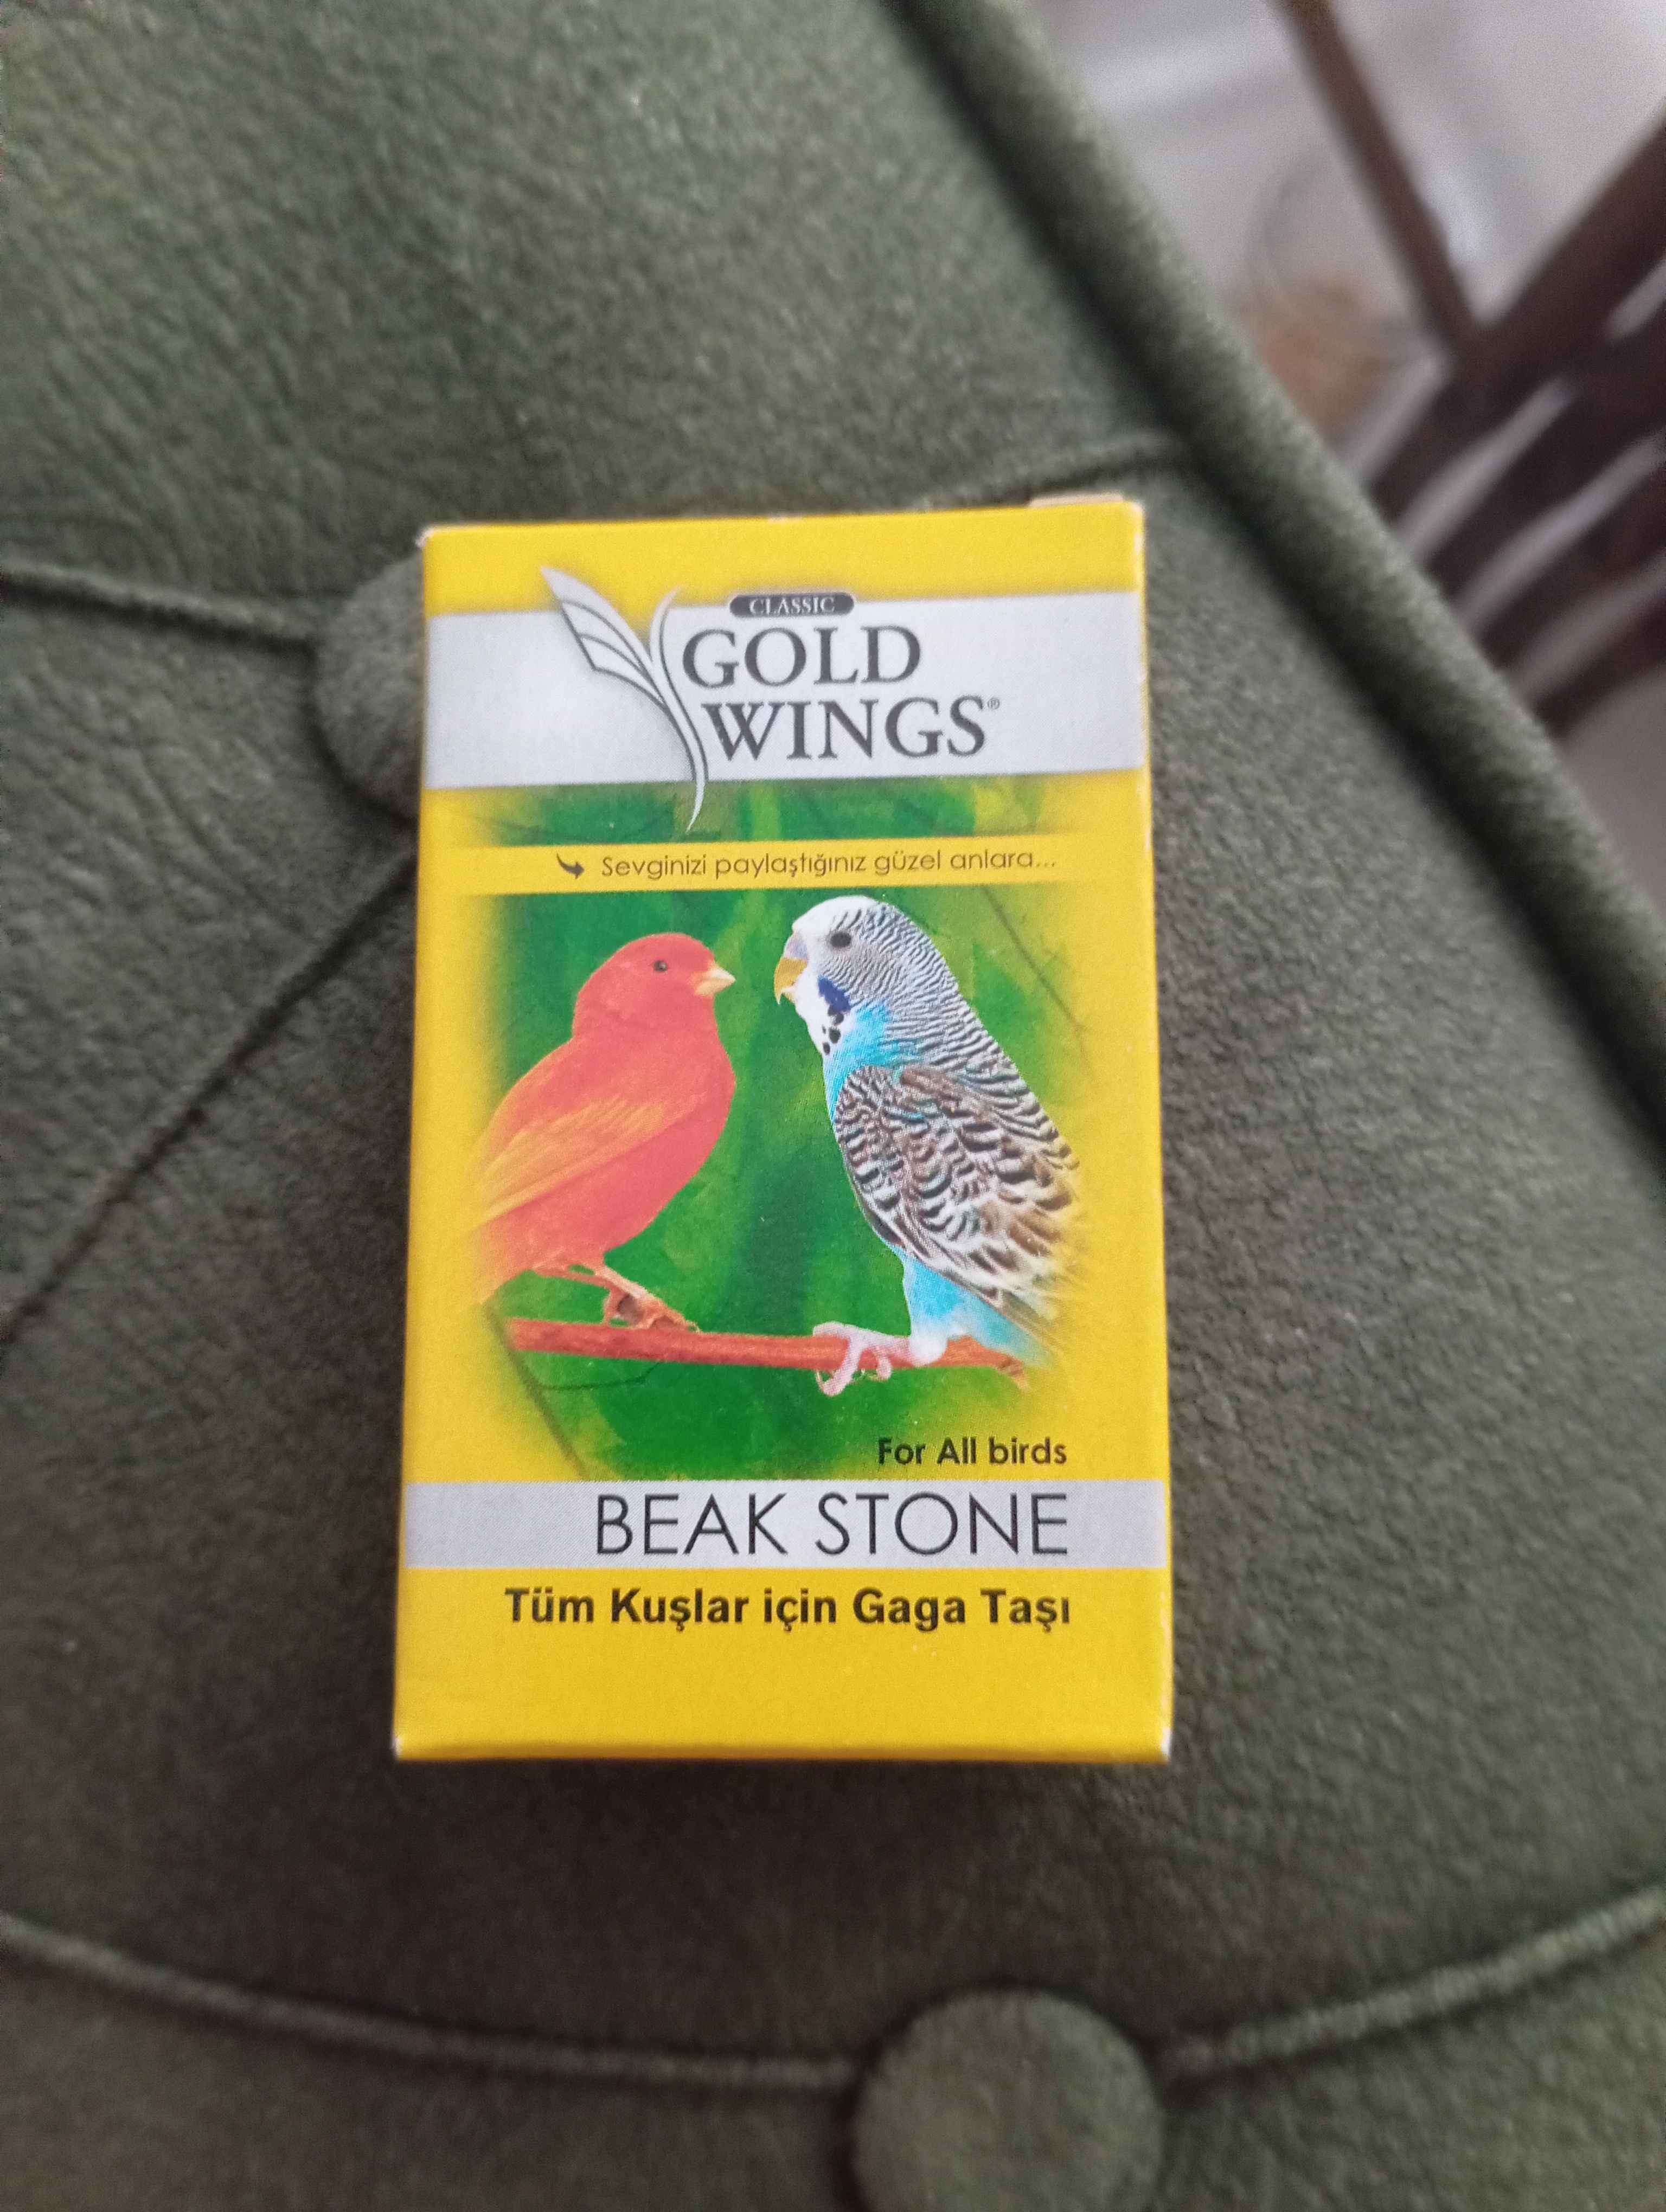 CLASSIC
GOLD
WINGS®
Sevginizi paylaştığınız güzel anlara...
For All birds
BEAK STONE
Tüm Kuşlar için Gaga Taşı